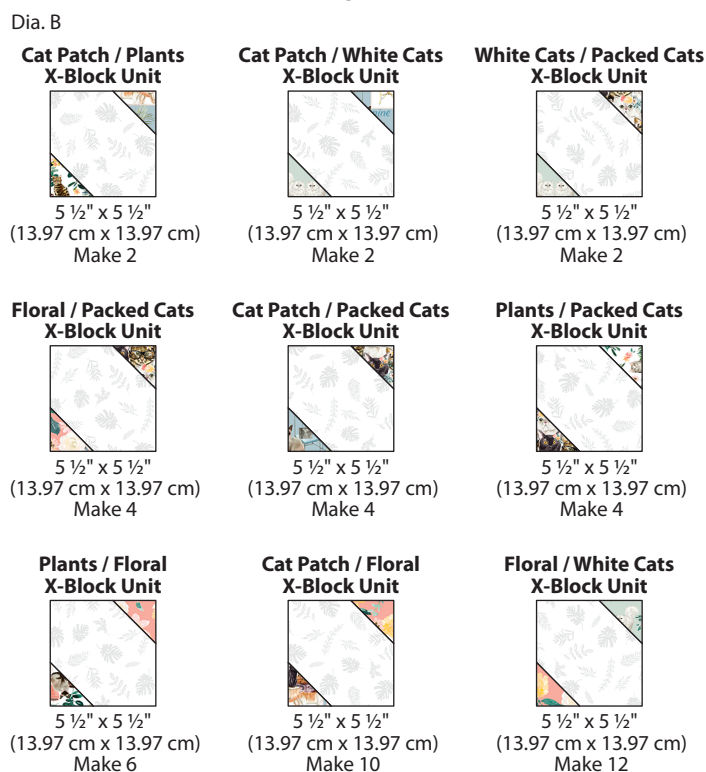 Dia. B
Cat Patch / Plants
X-Block Unit
5 ½" x 5 ½"
(13.97 cm x 13.97 cm)
Make 2
Cat Patch / White Cats
X-Block Unit
5 ½" x 5 ½"
(13.97 cm x 13.97 cm)
Make 2
White Cats / Packed Cats
X-Block Unit
5 ½" x 5 ½"
(13.97 cm x 13.97 cm)
Make 2
Floral / Packed Cats
X-Block Unit
5 ½" x 5 ½"
(13.97 cm x 13.97 cm)
Make 4
Cat Patch / Packed Cats
X-Block Unit
5 ½" x 5 ½"
(13.97 cm x 13.97 cm)
Make 4
Plants / Packed Cats
X-Block Unit
5 ½" x 5 ½"
(13.97 cm x 13.97 cm)
Make 4
Plants / Floral
X-Block Unit
5 ½" x 5 ½"
(13.97 cm x 13.97 cm)
Make 6
Cat Patch / Floral
X-Block Unit
5 ½" x 5 ½"
(13.97 cm x 13.97 cm)
Make 10
Floral / White Cats
X-Block Unit
5 ½" x 5 ½"
(13.97 cm x 13.97 cm)
Make 12